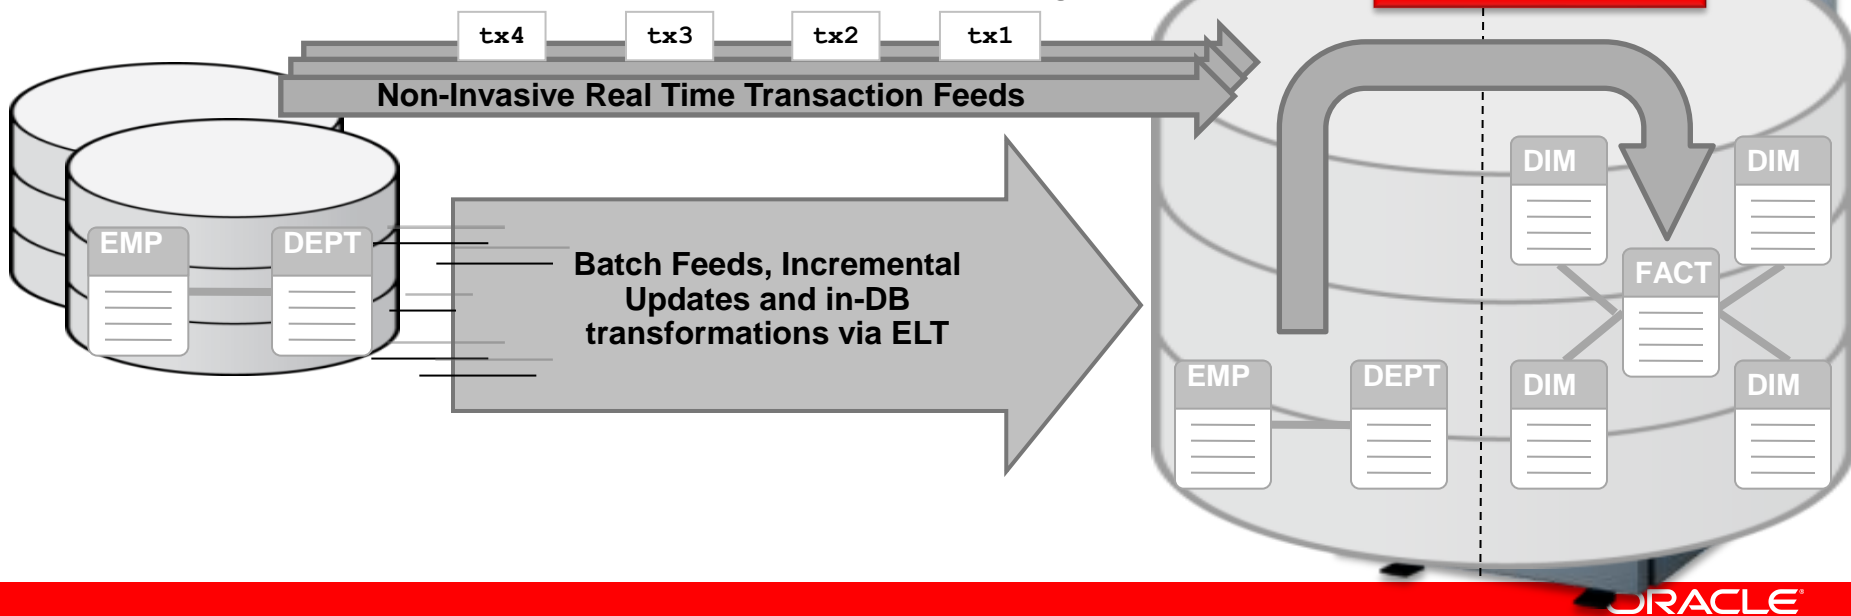 tx4 tx3 tx2 tx1
Non-Invasive Real Time Transaction Feeds
DIM DIM
EMP DEPT
Batch Feeds, Incremental
Updates and in-DB
transformations via ELT
FACT
EMP DEPT DIM DIM
ORACLE